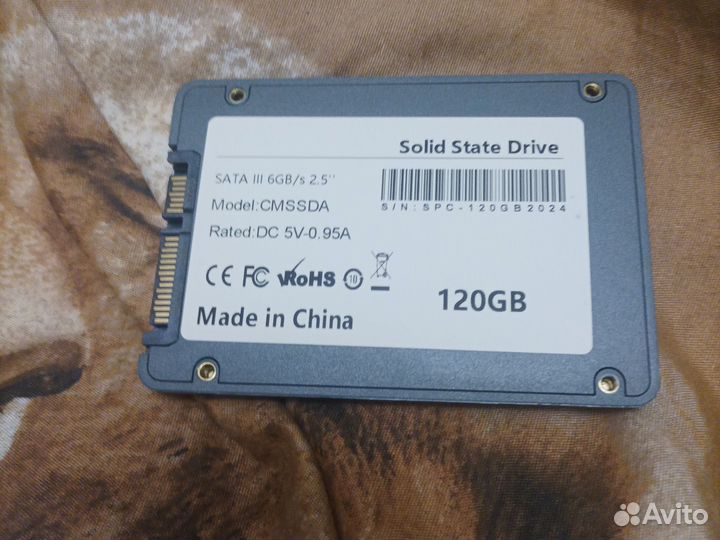 Solid State Drive
SATA III 6GB/s 2.5''
Model:CMSSDA
S/N:SPC-120GB2024
Rated:DC 5V-0.95A
CE FC RoHS 10
120GB
Made in China
Avito